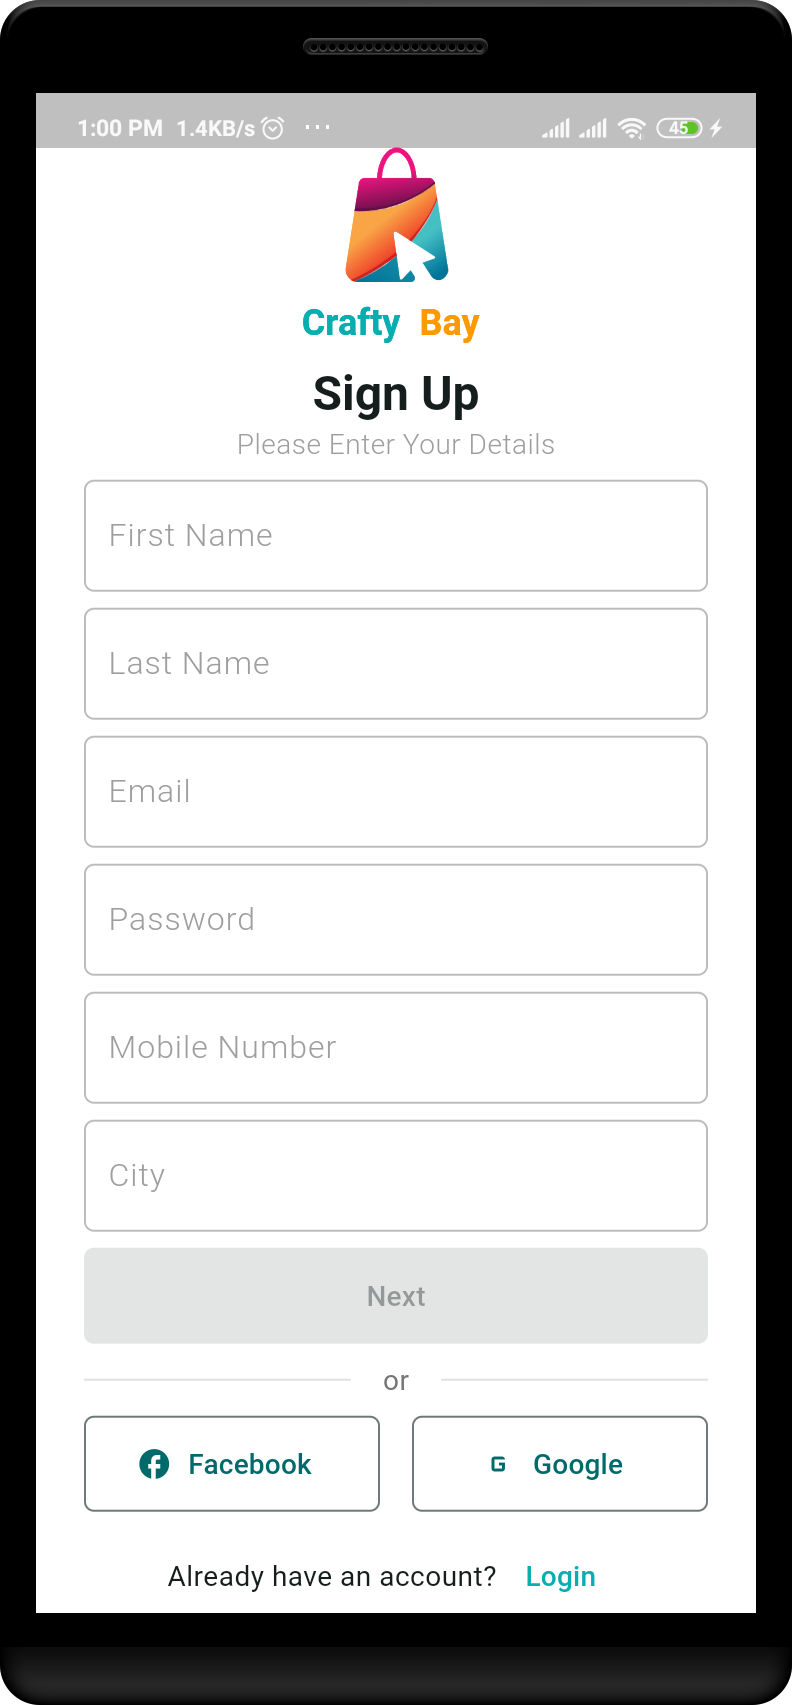 1:00 PM 1.4KB/s ... 45
Crafty Bay
Sign Up
Please Enter Your Details
First Name
Last Name
Email
Password
Mobile Number
City
Next
or
Facebook Google
Already have an account? Login